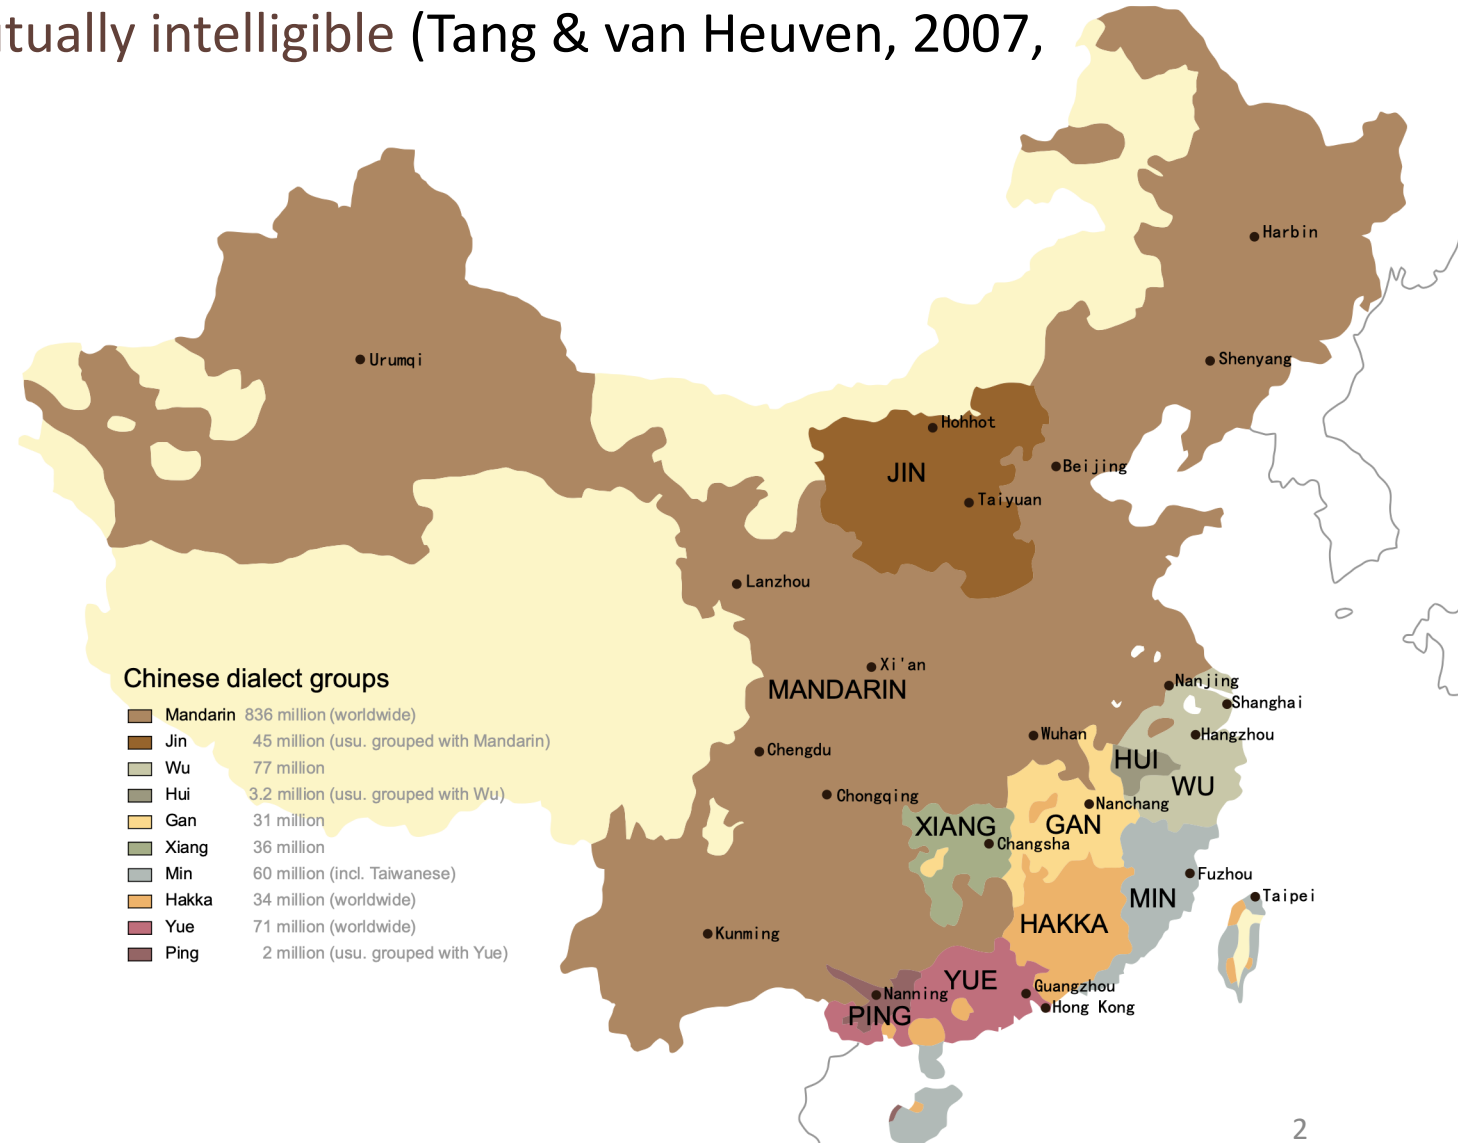 tually intelligible (Tang & van Heuven, 2007,
Harbin
Urumqi
Shenyang
Hohhot
JIN
Beijing
Taiyuan
Lanzhou
Xi'an
MANDARIN
Nanjing
Shanghai
Wuhan
Hangzhou
Chengdu
HUI
WU
Chongqing
Nanchang
XIANG
GAN
Changsha
Fuzhou
MIN
Taipei
HAKKA
Kunming
YUE
Guangzhou
Nanning
Hong Kong
PING
Chinese dialect groups
Mandarin 836 million (worldwide)
Jin 45 million (usu. grouped with Mandarin)
Wu 77 million
Hui 3.2 million (usu. grouped with Wu)
Gan 31 million
Xiang 36 million
Min 60 million (incl. Taiwanese)
Hakka 34 million (worldwide)
Yue 71 million (worldwide)
Ping 2 million (usu. grouped with Yue)
2